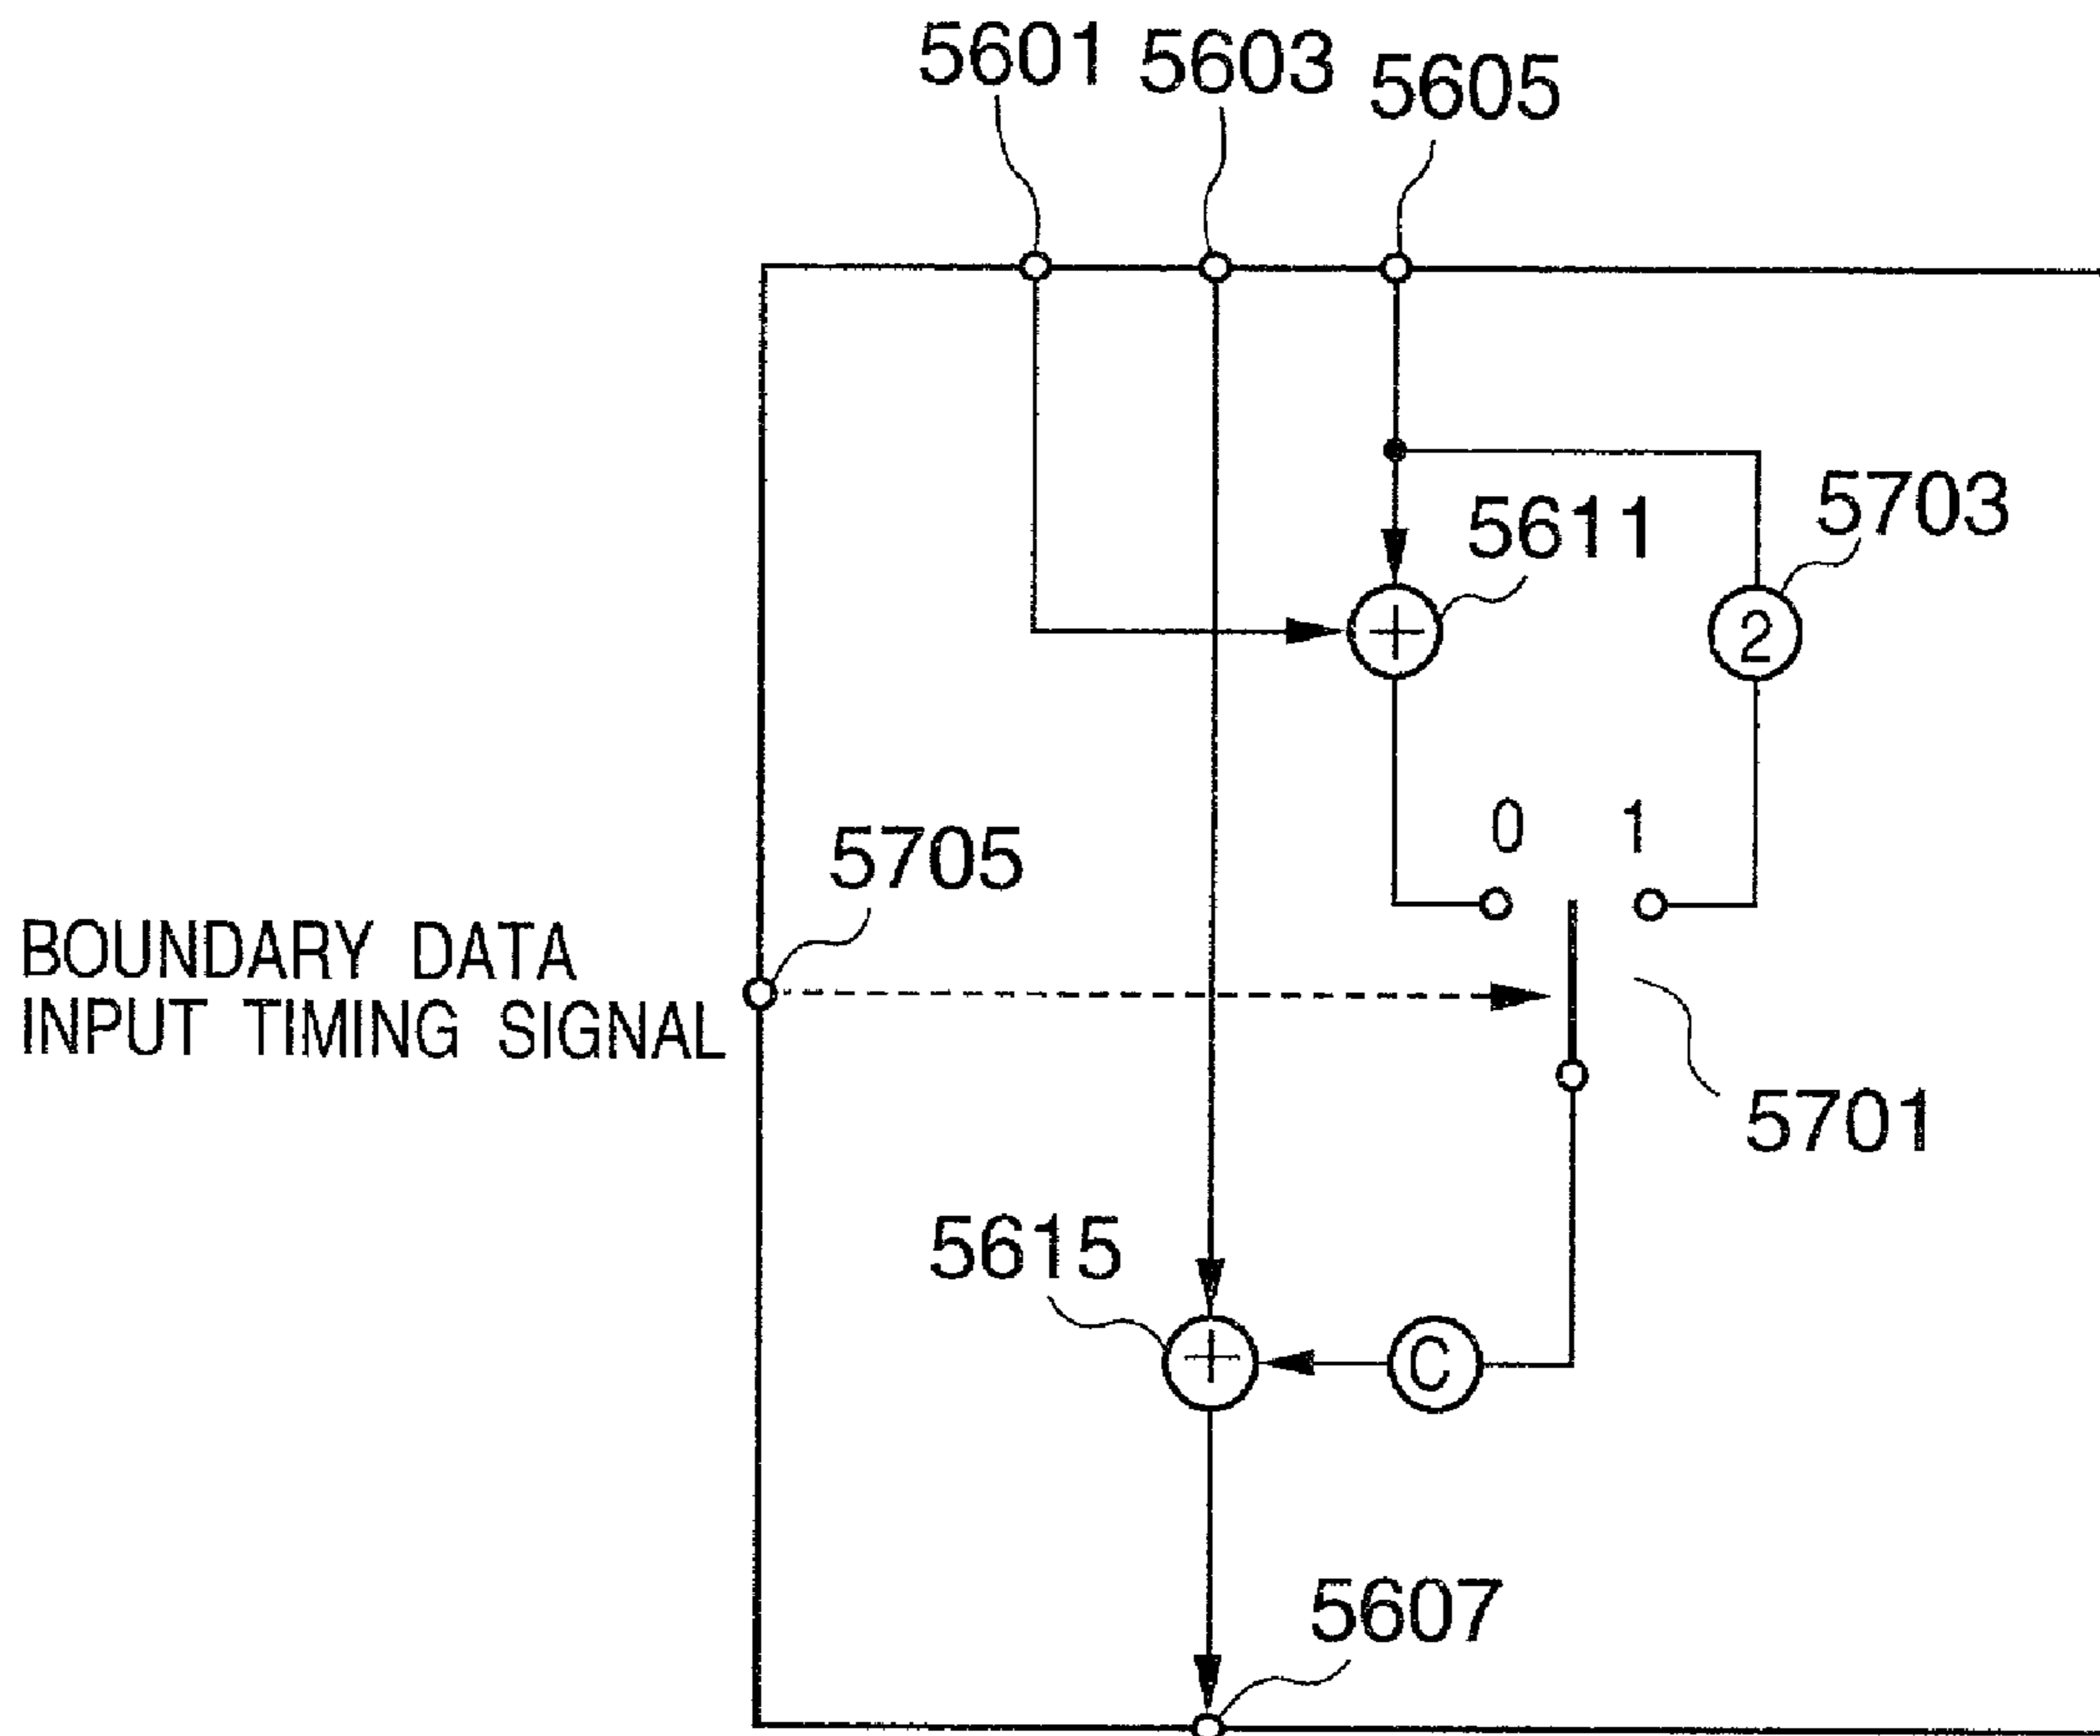 5601 5603 5605
5703
5611
2
0 1
5705
BOUNDARY DATA
INPUT TIMING SIGNAL
5701
5615
C
5607